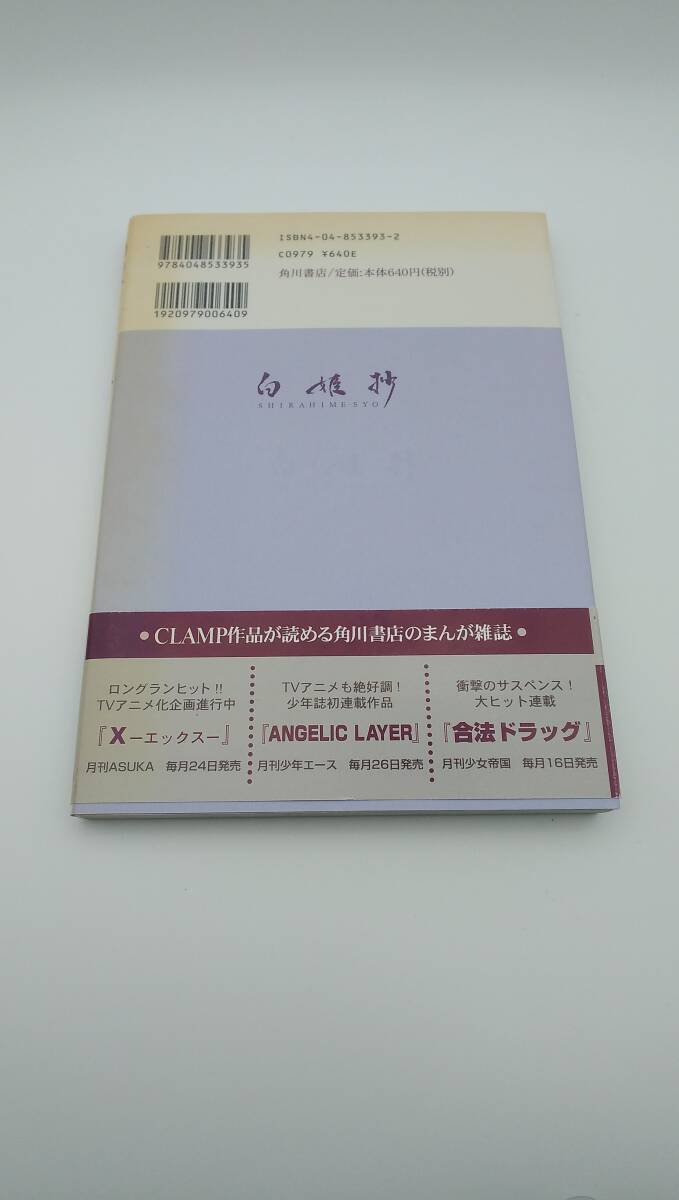 ISBN4-04-853393-2
C0979 ¥640E
角川書店/定価:本体640円(税別)
9784048533935
1920979006409
白姫抄
SHIRAHIME-SYO
•CLAMP作品が読める角川書店のまんが雑誌•
ロングランヒット!!
TVアニメ化企画進行中
『X－エックス－』
月刊ASUKA 毎月24日発売
TVアニメも絶好調!
少年誌初連載作品
『ANGELIC LAYER』
月刊少年エース 毎月26日発売
衝撃のサスペンス!
大ヒット連載
『合法ドラッグ』
月刊少女帝国 毎月16日発売